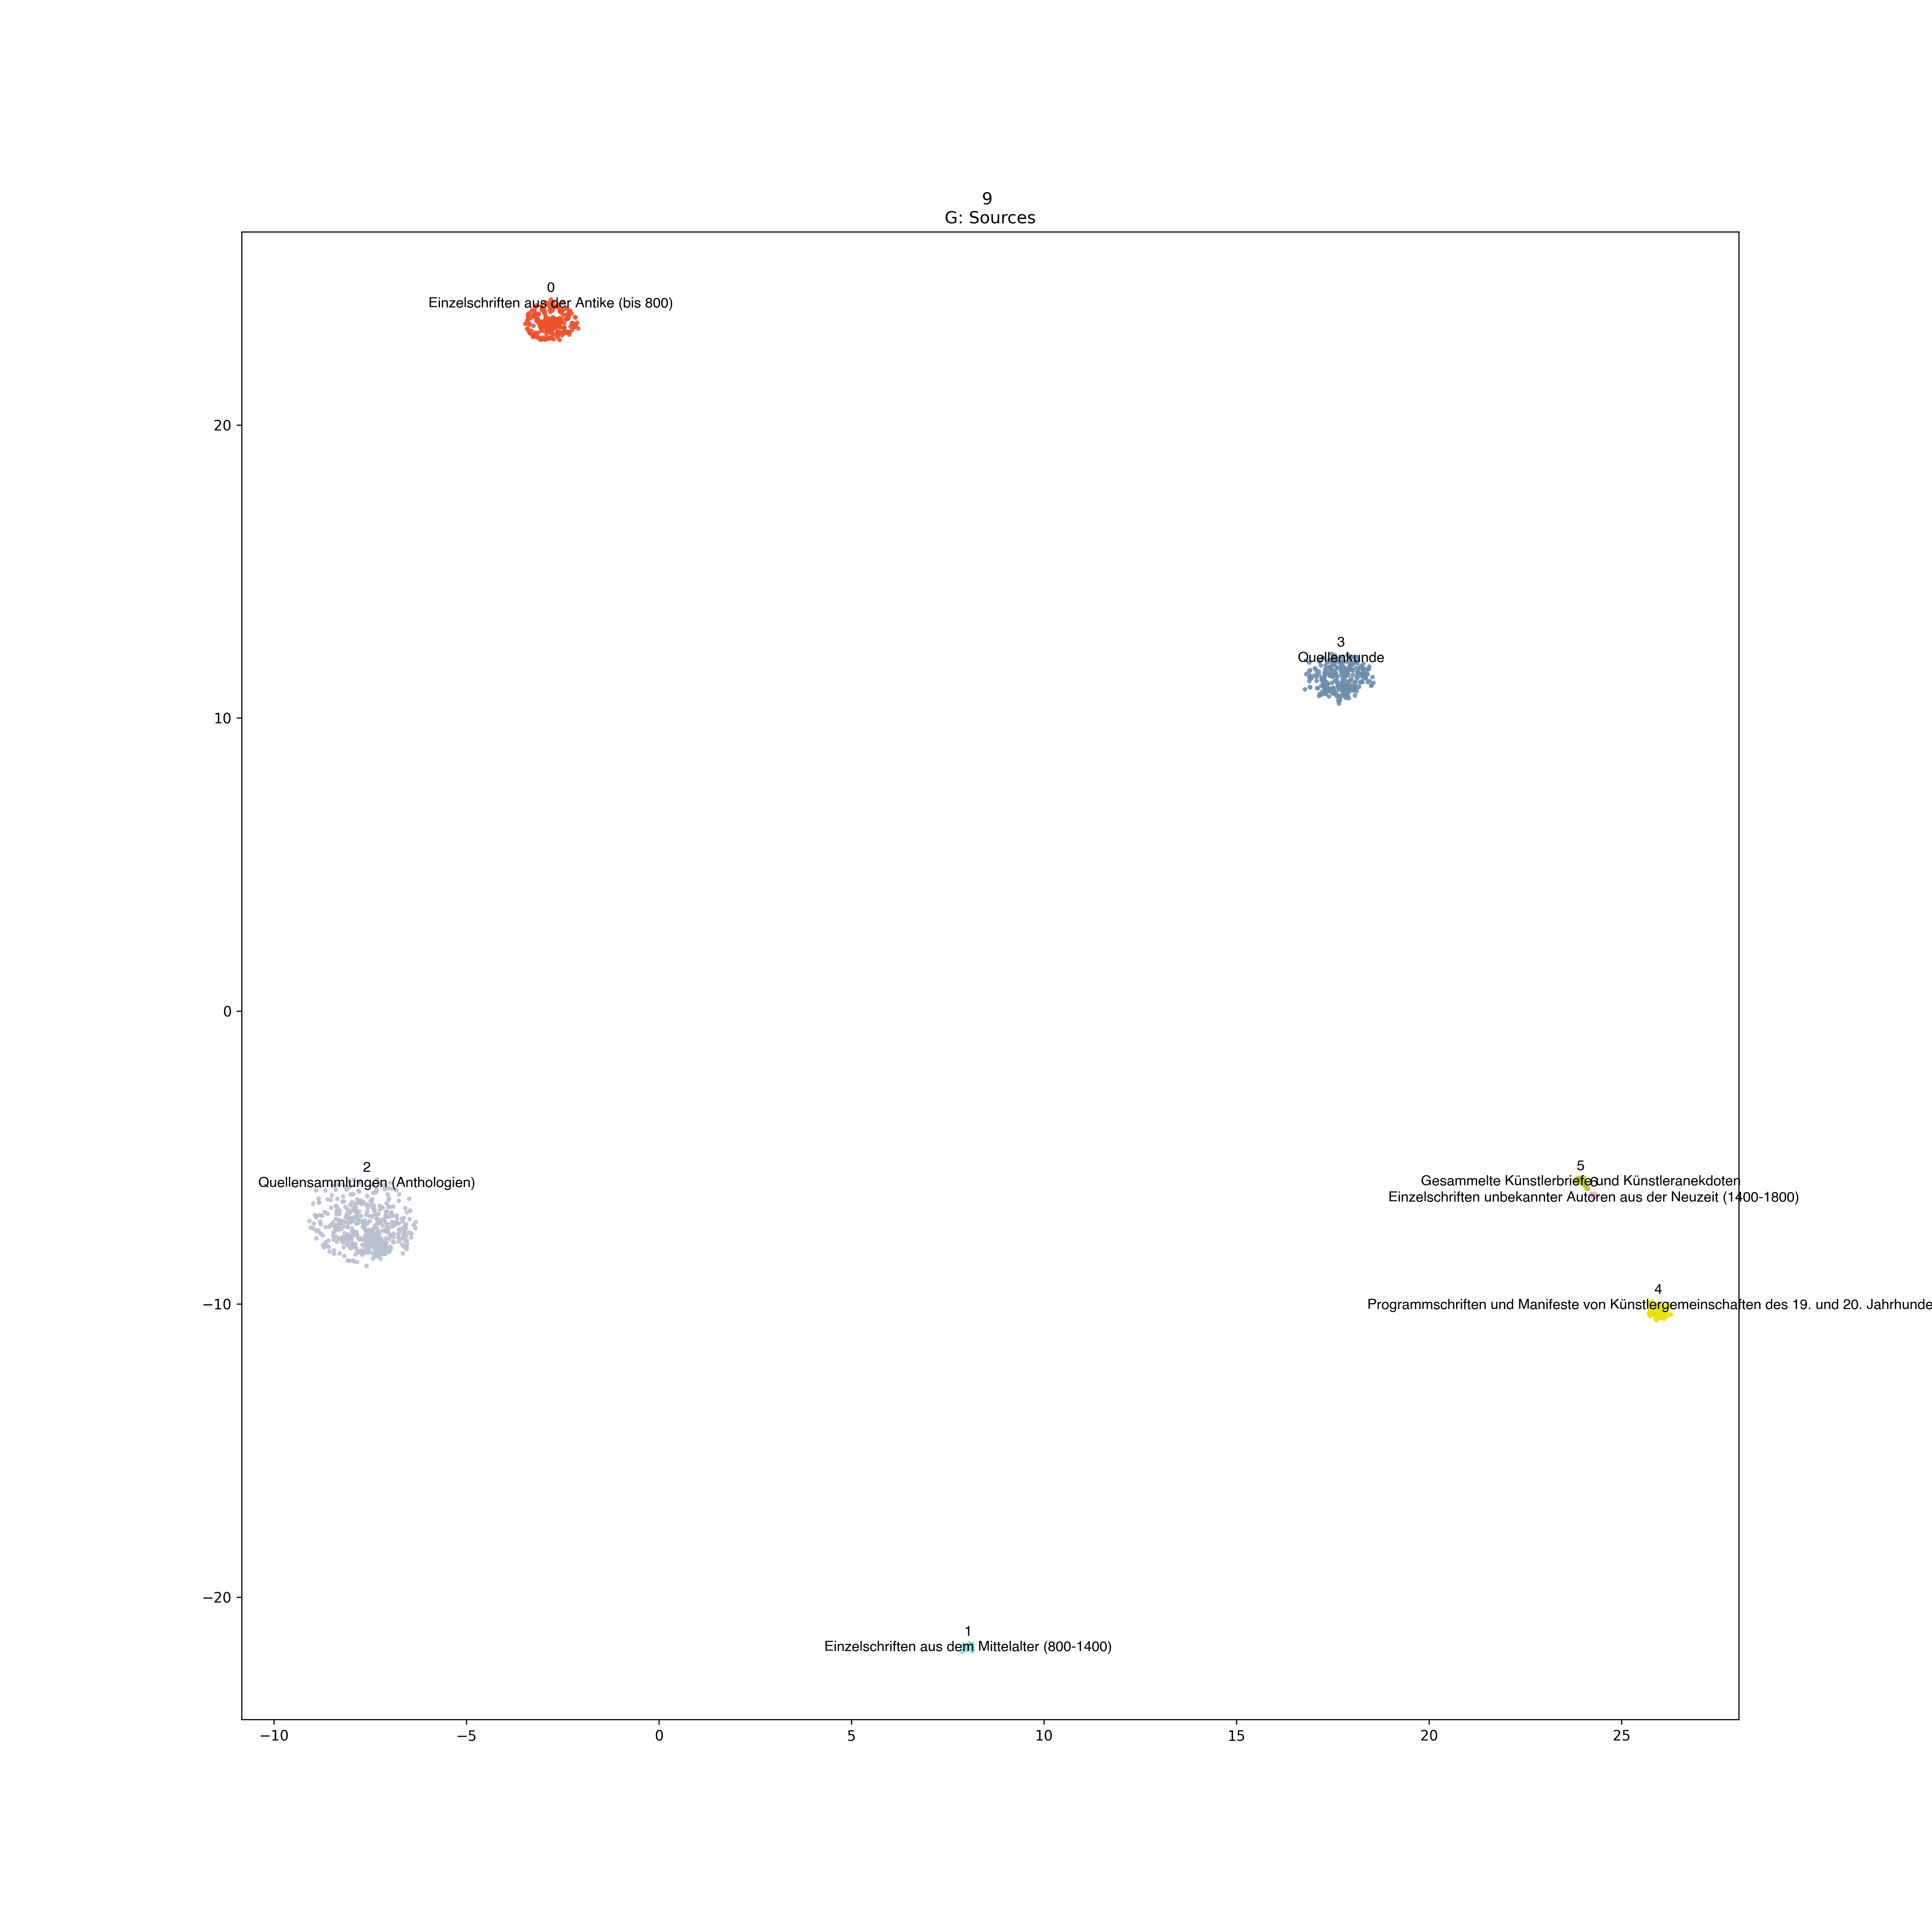 9
G: Sources
0
Einzelschriften aus der Antike (bis 800)
20
3
Quellenkunde
10
0
2
Quellensammlungen (Anthologien)
5
Gesammelte Künstlerbriefe und Künstleranekdoten
6
Einzelschriften unbekannter Autoren aus der Neuzeit (1400-1800)
4
−10
Programmschriften und Manifeste von Künstlergemeinschaften des 19. und 20. Jahrhunde
−20
1
Einzelschriften aus dem Mittelalter (800-1400)
−10 −5 0 5 10 15 20 25